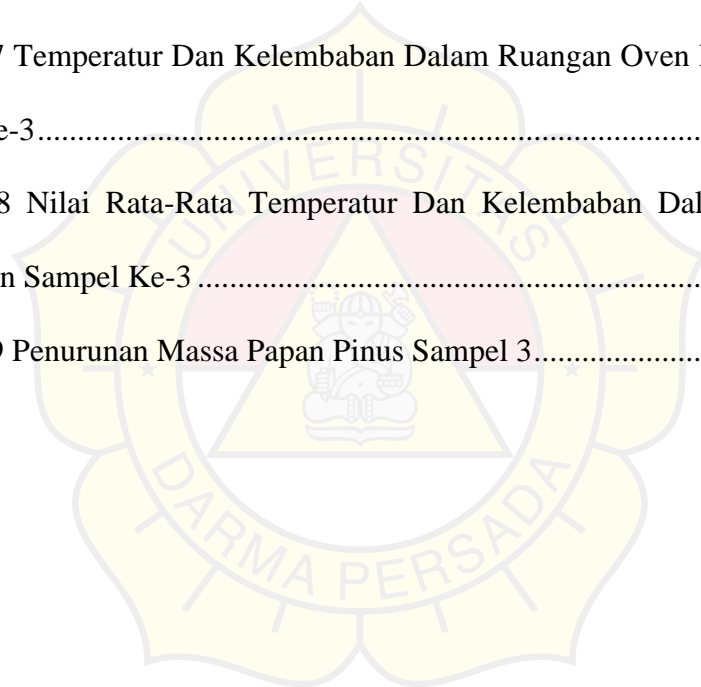 7 Temperatur Dan Kelembaban Dalam Ruangan Oven
e-3
8 Nilai Rata-Rata Temperatur Dan Kelembaban Dal
n Sampel Ke-3
9 Penurunan Massa Papan Pinus Sampel 3
UNIVERSITAS
DARMA PERSADA